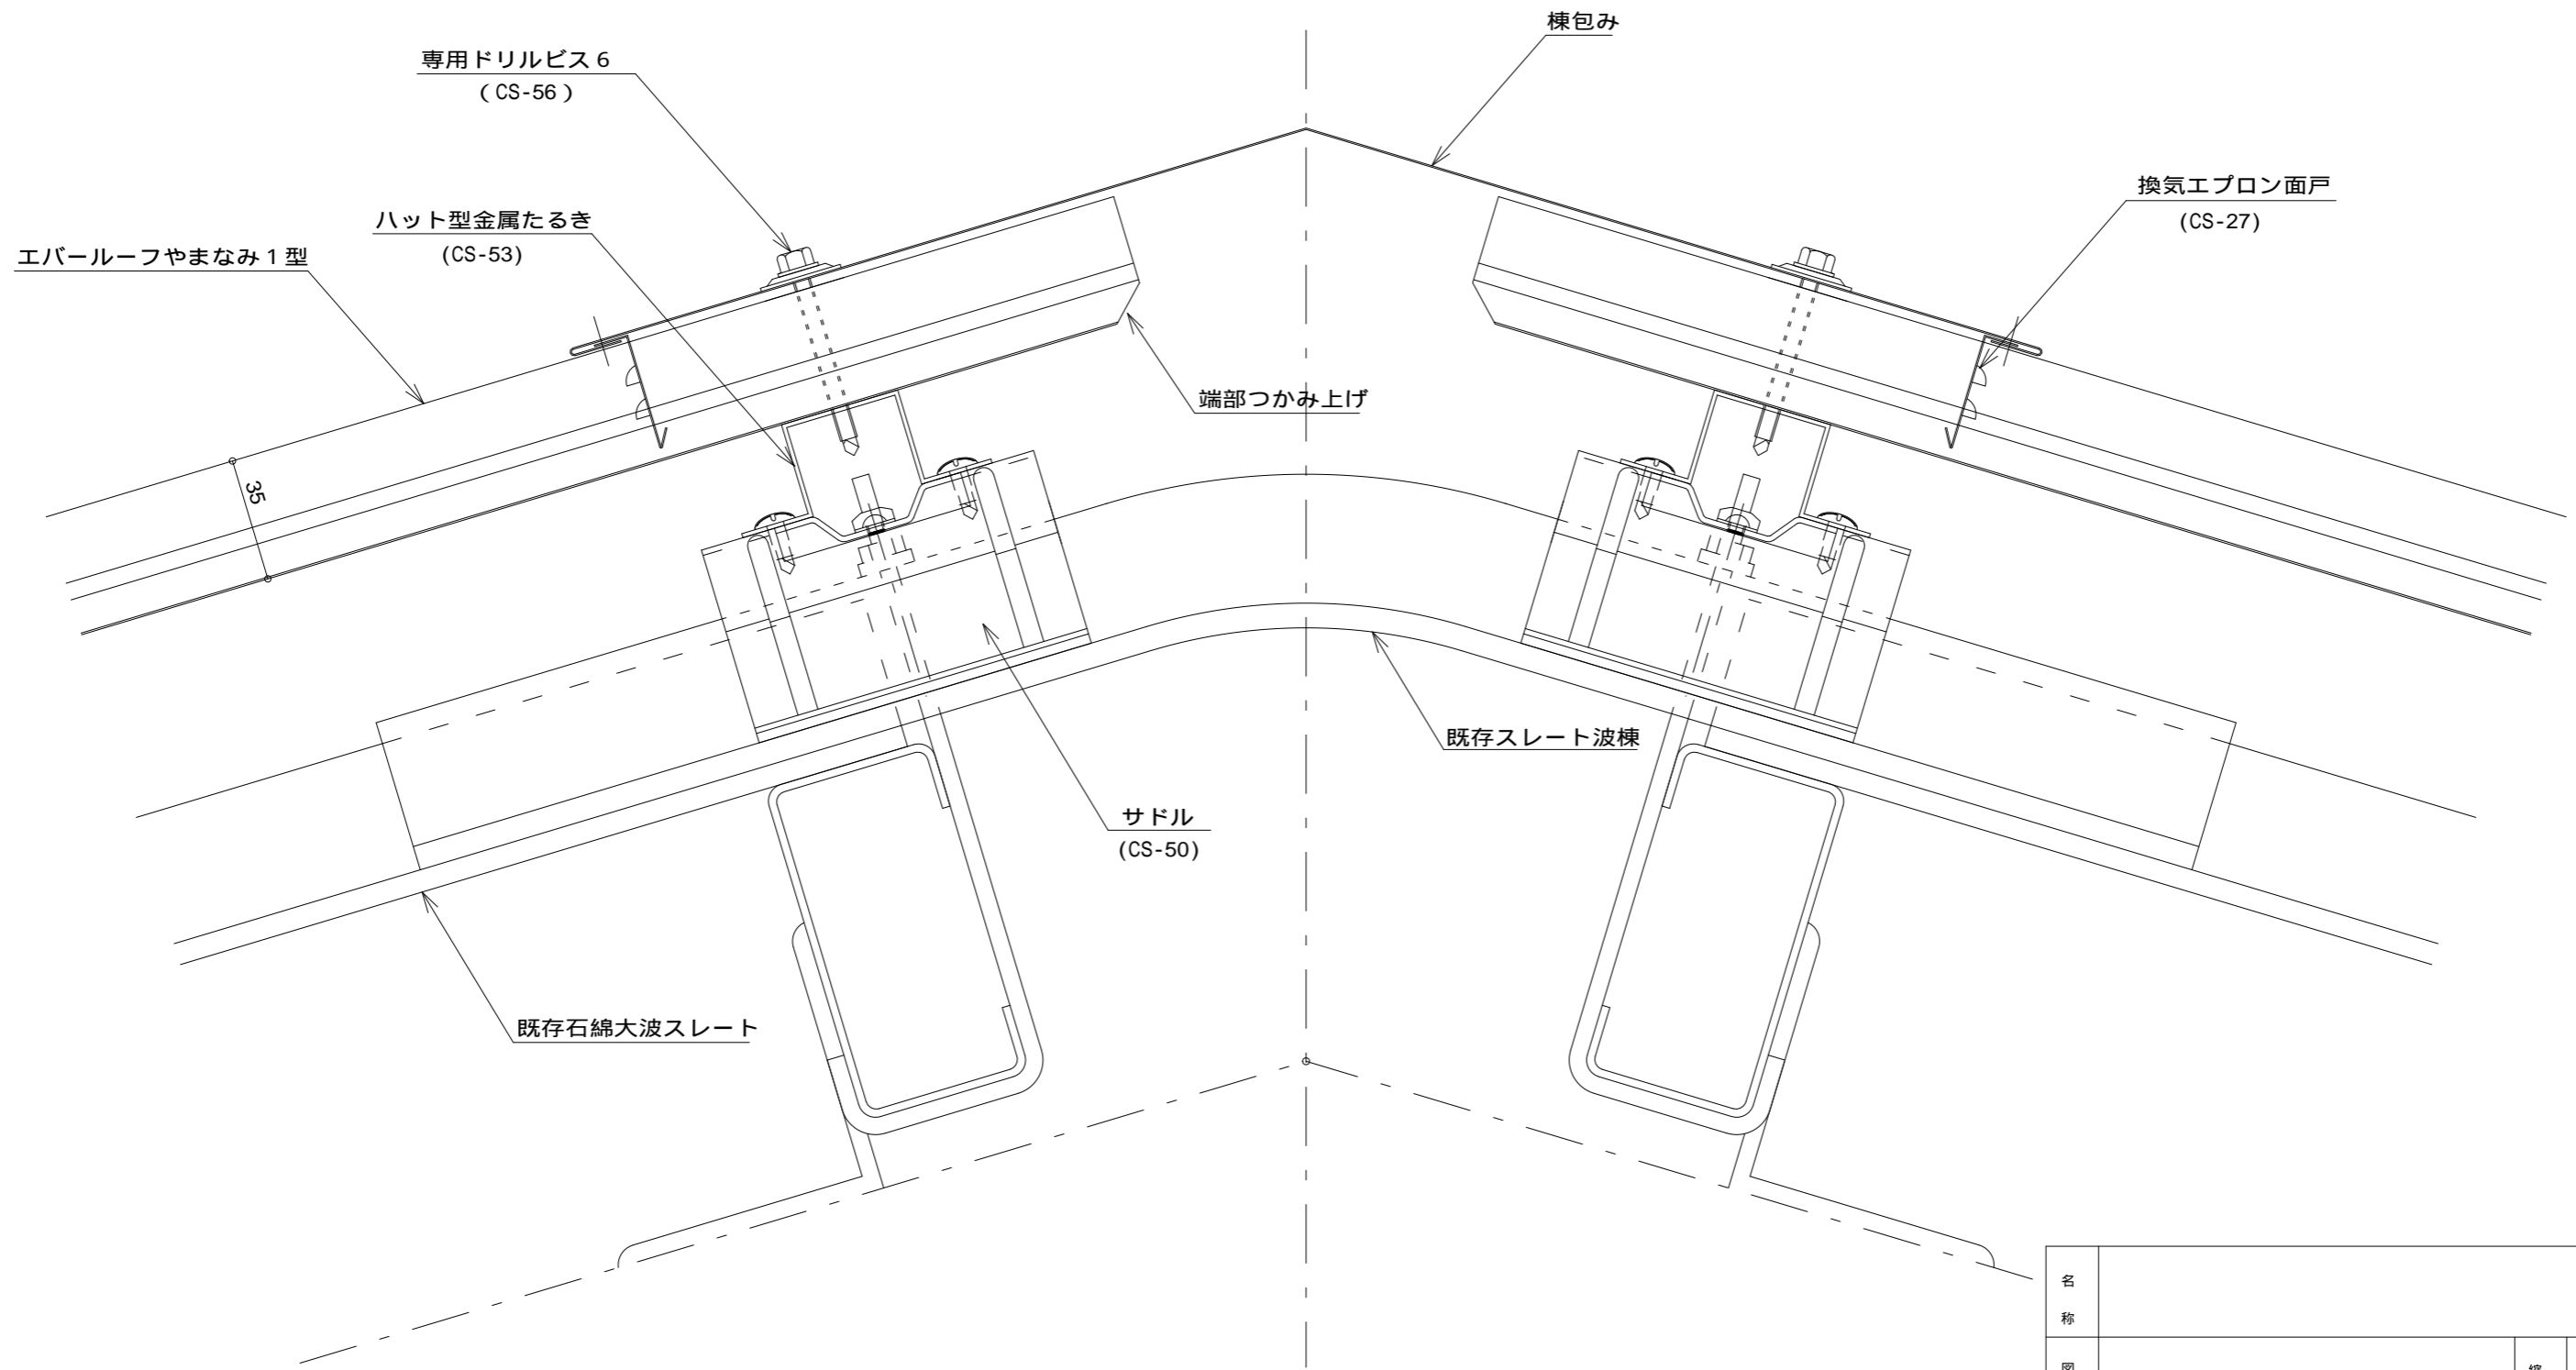 棟包み
専用ドリルビス6
(CS-56)
換気エプロン面戸
(CS-27)
ハット型金属たるき
(CS-53)
エバールーフやまなみ1型
端部つかみ上げ
35
既存スレート波棟
サドル
(CS-50)
既存石綿大波スレート
名
称